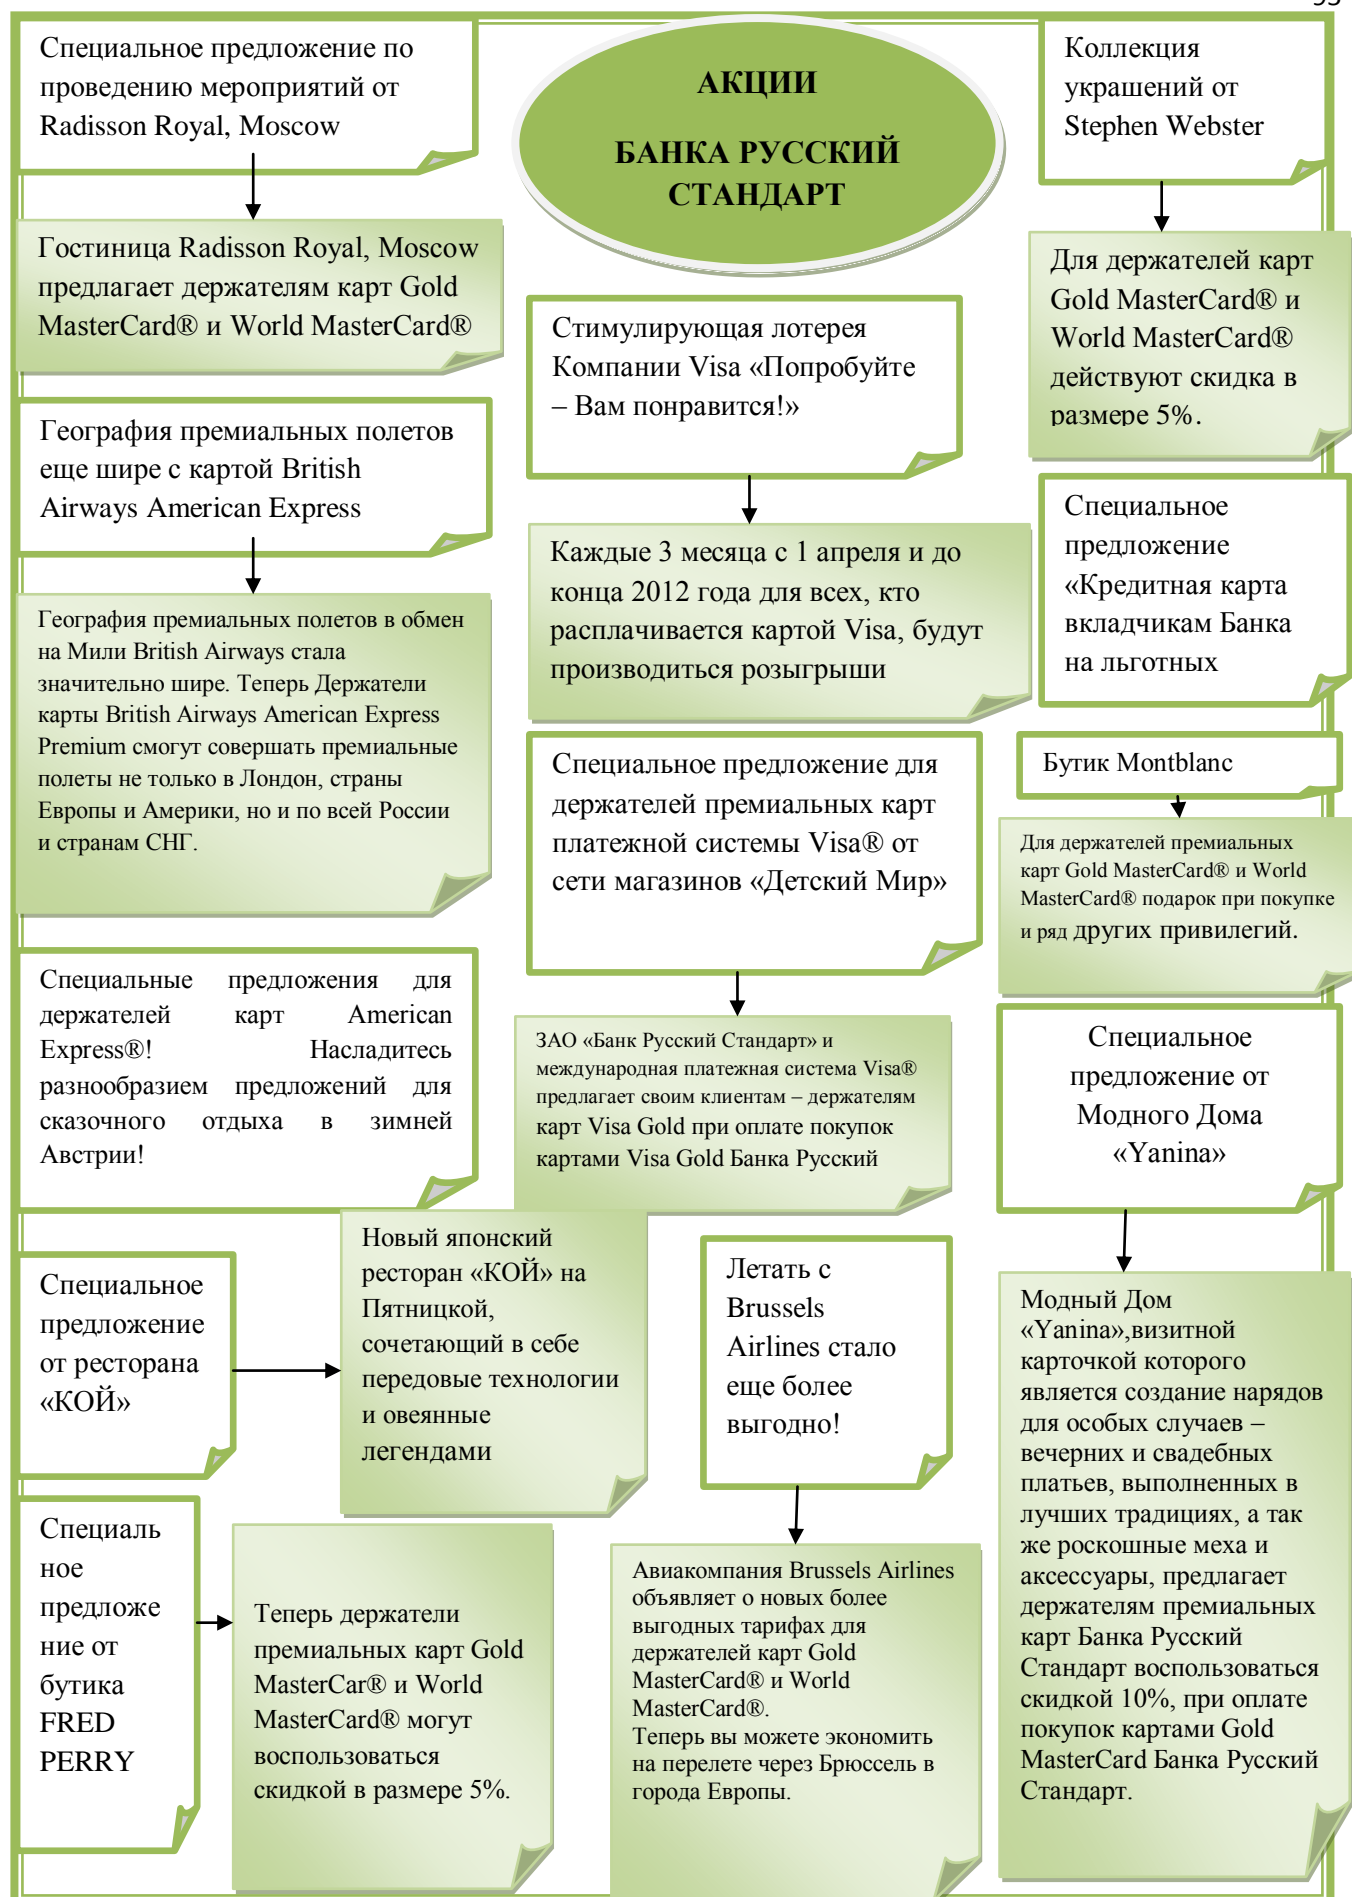 Специальное предложение по
проведению мероприятий от
Radisson Royal, Moscow
Гостиница Radisson Royal, Moscow
предлагает держателям карт Gold
MasterCard® и World MasterCard®
География премиальных полетов
еще шире с картой British
Airways American Express
География премиальных полетов в обмен
на Мили British Airways стала
значительно шире. Теперь Держатели
карты British Airways American Express
Premium смогут совершать премиальные
полеты не только в Лондон, страны
Европы и Америки, но и по всей России
и странам СНГ.
Специальные предложения для
держателей карт American
Express®! Насладитесь
разнообразием предложений для
сказочного отдыха в зимней
Австрии!
Специальное
предложение
от ресторана
«КОЙ»
Новый японский
ресторан «КОЙ» на
Пятницкой,
сочетающий в себе
передовые технологии
и овеянные
легендами
Специаль
ное
предложе
ние от
бутика
FRED
PERRY
Теперь держатели
премиальных карт Gold
MasterCar® и World
MasterCard® могут
воспользоваться
скидкой в размере 5%.
АКЦИИ
БАНКА РУССКИЙ
СТАНДАРТ
Стимулирующая лотерея
Компании Visa «Попробуйте
– Вам понравится!»
Каждые 3 месяца с 1 апреля и до
конца 2012 года для всех, кто
расплачивается картой Visa, будут
производиться розыгрыши
Специальное предложение для
держателей премиальных карт
платежной системы Visa® от
сети магазинов «Детский Мир»
ЗАО «Банк Русский Стандарт» и
международная платежная система Visa®
предлагает своим клиентам – держателям
карт Visa Gold при оплате покупок
картами Visa Gold Банка Русский
Летать с
Brussels
Airlines стало
еще более
выгодно!
Авиакомпания Brussels Airlines
объявляет о новых более
выгодных тарифах для
держателей карт Gold
MasterCard® и World
MasterCard®.
Теперь вы можете экономить
на перелете через Брюссель в
города Европы.
Коллекция
украшений от
Stephen Webster
Для держателей карт
Gold MasterCard® и
World MasterCard®
действуют скидка в
размере 5%.
Специальное
предложение
«Кредитная карта
вкладчикам Банка
на льготных
Бутик Montblanc
Для держателей премиальных
карт Gold MasterCard® и World
MasterCard® подарок при покупке
и ряд других привилегий.
Специальное
предложение от
Модного Дома
«Yanina»
Модный Дом
«Yanina»,визитной
карточкой которого
является создание нарядов
для особых случаев –
вечерних и свадебных
платьев, выполненных в
лучших традициях, а так
же роскошные меха и
аксессуары, предлагает
держателям премиальных
карт Банка Русский
Стандарт воспользоваться
скидкой 10%, при оплате
покупок картами Gold
MasterCard Банка Русский
Стандарт.